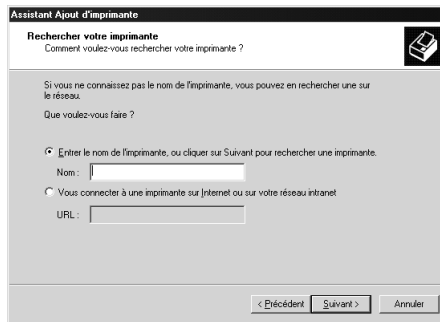 Assistant Ajout d'imprimante
Rechercher votre imprimante
Comment voulez-vous rechercher votre imprimante ?
Si vous ne connaissez pas le nom de l'imprimante, vous pouvez en rechercher une sur
le réseau.
Que voulez-vous faire ?
Entrer le nom de l'imprimante, ou cliquer sur Suivant pour rechercher une imprimante.
Nom :
Vous connecter à une imprimante sur Internet ou sur votre réseau intranet
URL :
< Précédent Suivant > Annuler